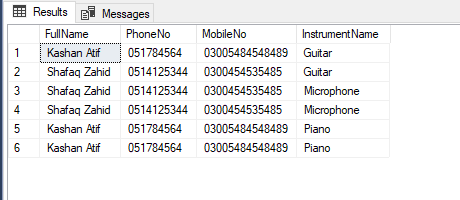 Results Messages
FullName PhoneNo MobileNo InstrumentName
1 Kashan Atif 051784564 03005484548489 Guitar
2 Shafaq Zahid 0514125344 0300454535485 Guitar
3 Shafaq Zahid 0514125344 0300454535485 Microphone
4 Shafaq Zahid 0514125344 0300454535485 Microphone
5 Kashan Atif 051784564 03005484548489 Piano
6 Kashan Atif 051784564 03005484548489 Piano